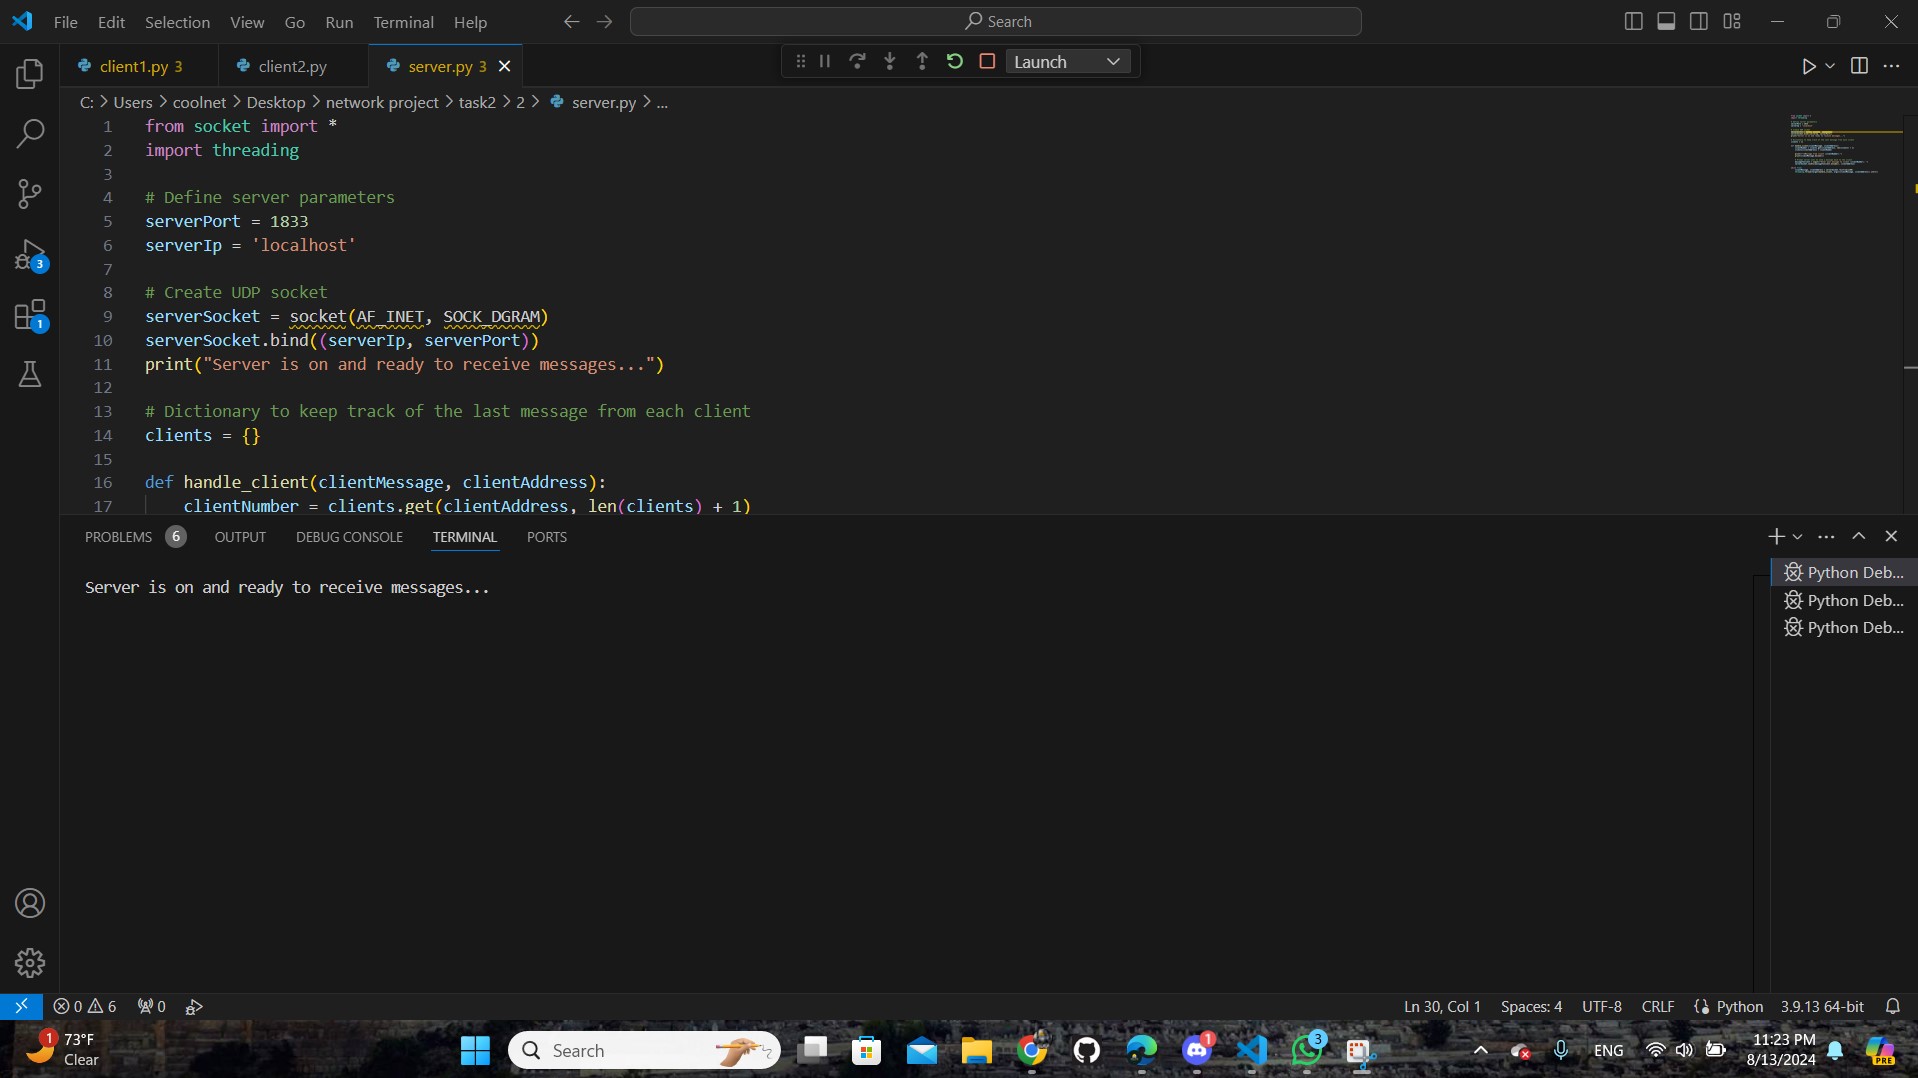 File Edit Selection View Go Run Terminal Help
Search
client1.py 3 client2.py server.py 3
Launch
C: > Users > coolnet > Desktop > network project > task2 > 2 > server.py > ...
1 from socket import *
2 import threading
3
4 # Define server parameters
5 serverPort = 1833
6 serverIp = 'localhost'
7
8 # Create UDP socket
9 serverSocket = socket(AF_INET, SOCK_DGRAM)
10 serverSocket.bind((serverIp, serverPort))
11 print("Server is on and ready to receive messages...")
12
13 # Dictionary to keep track of the last message from each client
14 clients = {}
15
16 def handle_client(clientMessage, clientAddress):
17 clientNumber = clients.get(clientAddress, len(clients) + 1)
3
1
PROBLEMS 6 OUTPUT DEBUG CONSOLE TERMINAL PORTS
Server is on and ready to receive messages...
Python Deb...
Python Deb...
Python Deb...
0 6 0
Ln 30, Col 1 Spaces: 4 UTF-8 CRLF {} Python 3.9.13 64-bit
1
73°F
Clear
Search
1
3
ENG
11:23 PM
8/13/2024
PRE